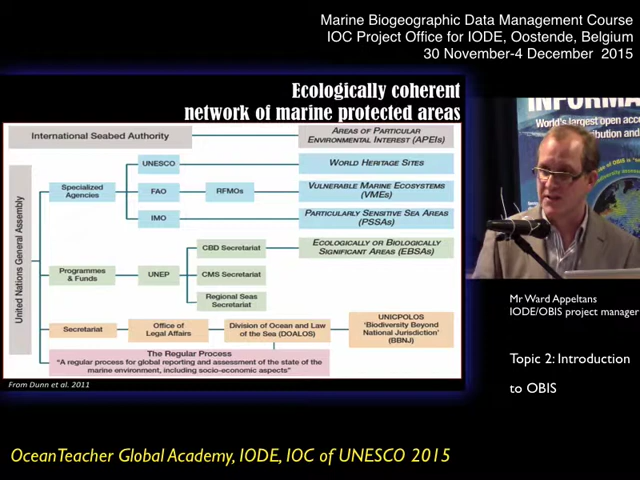 Marine Biogeographic Data Management Course
IOC Project Office for IODE, Oostende, Belgium
30 November-4 December 2015
Ecologically coherent
network of marine protected areas
International Seabed Authority
AREAS OF PARTICULAR
ENVIRONMENTAL INTEREST (APEIS)
United Nations General Assembly
Specialized
Agencies
UNESCO
WORLD HERITAGE SITES
FAO
RFMOs
VULNERABLE MARINE ECOSYSTEMS
(VMES)
IMO
PARTICULARLY SENSITIVE SEA AREAS
(PSSAS)
Programmes
& Funds
UNEP
CBD Secretariat
ECOLOGICALLY OR BIOLOGICALLY
SIGNIFICANT AREAS (EBSAS)
CMS Secretariat
Regional Seas
Secretariat
Secretariat
Office of
Legal Affairs
Division of Ocean and Law
of the Sea (DOALOS)
UNICPOLOS
'Biodiversity Beyond
National Jurisdiction'
(BBNJ)
The Regular Process
"A regular process for global reporting and assessment of the state of the
marine environment, including socio-economic aspects"
From Dunn et al. 2011
INFORMA
World's largest open acce
Mr Ward Appeltans
IODE/OBIS project manager
Topic 2: Introduction
to OBIS
OceanTeacher Global Academy, IODE, IOC of UNESCO 2015